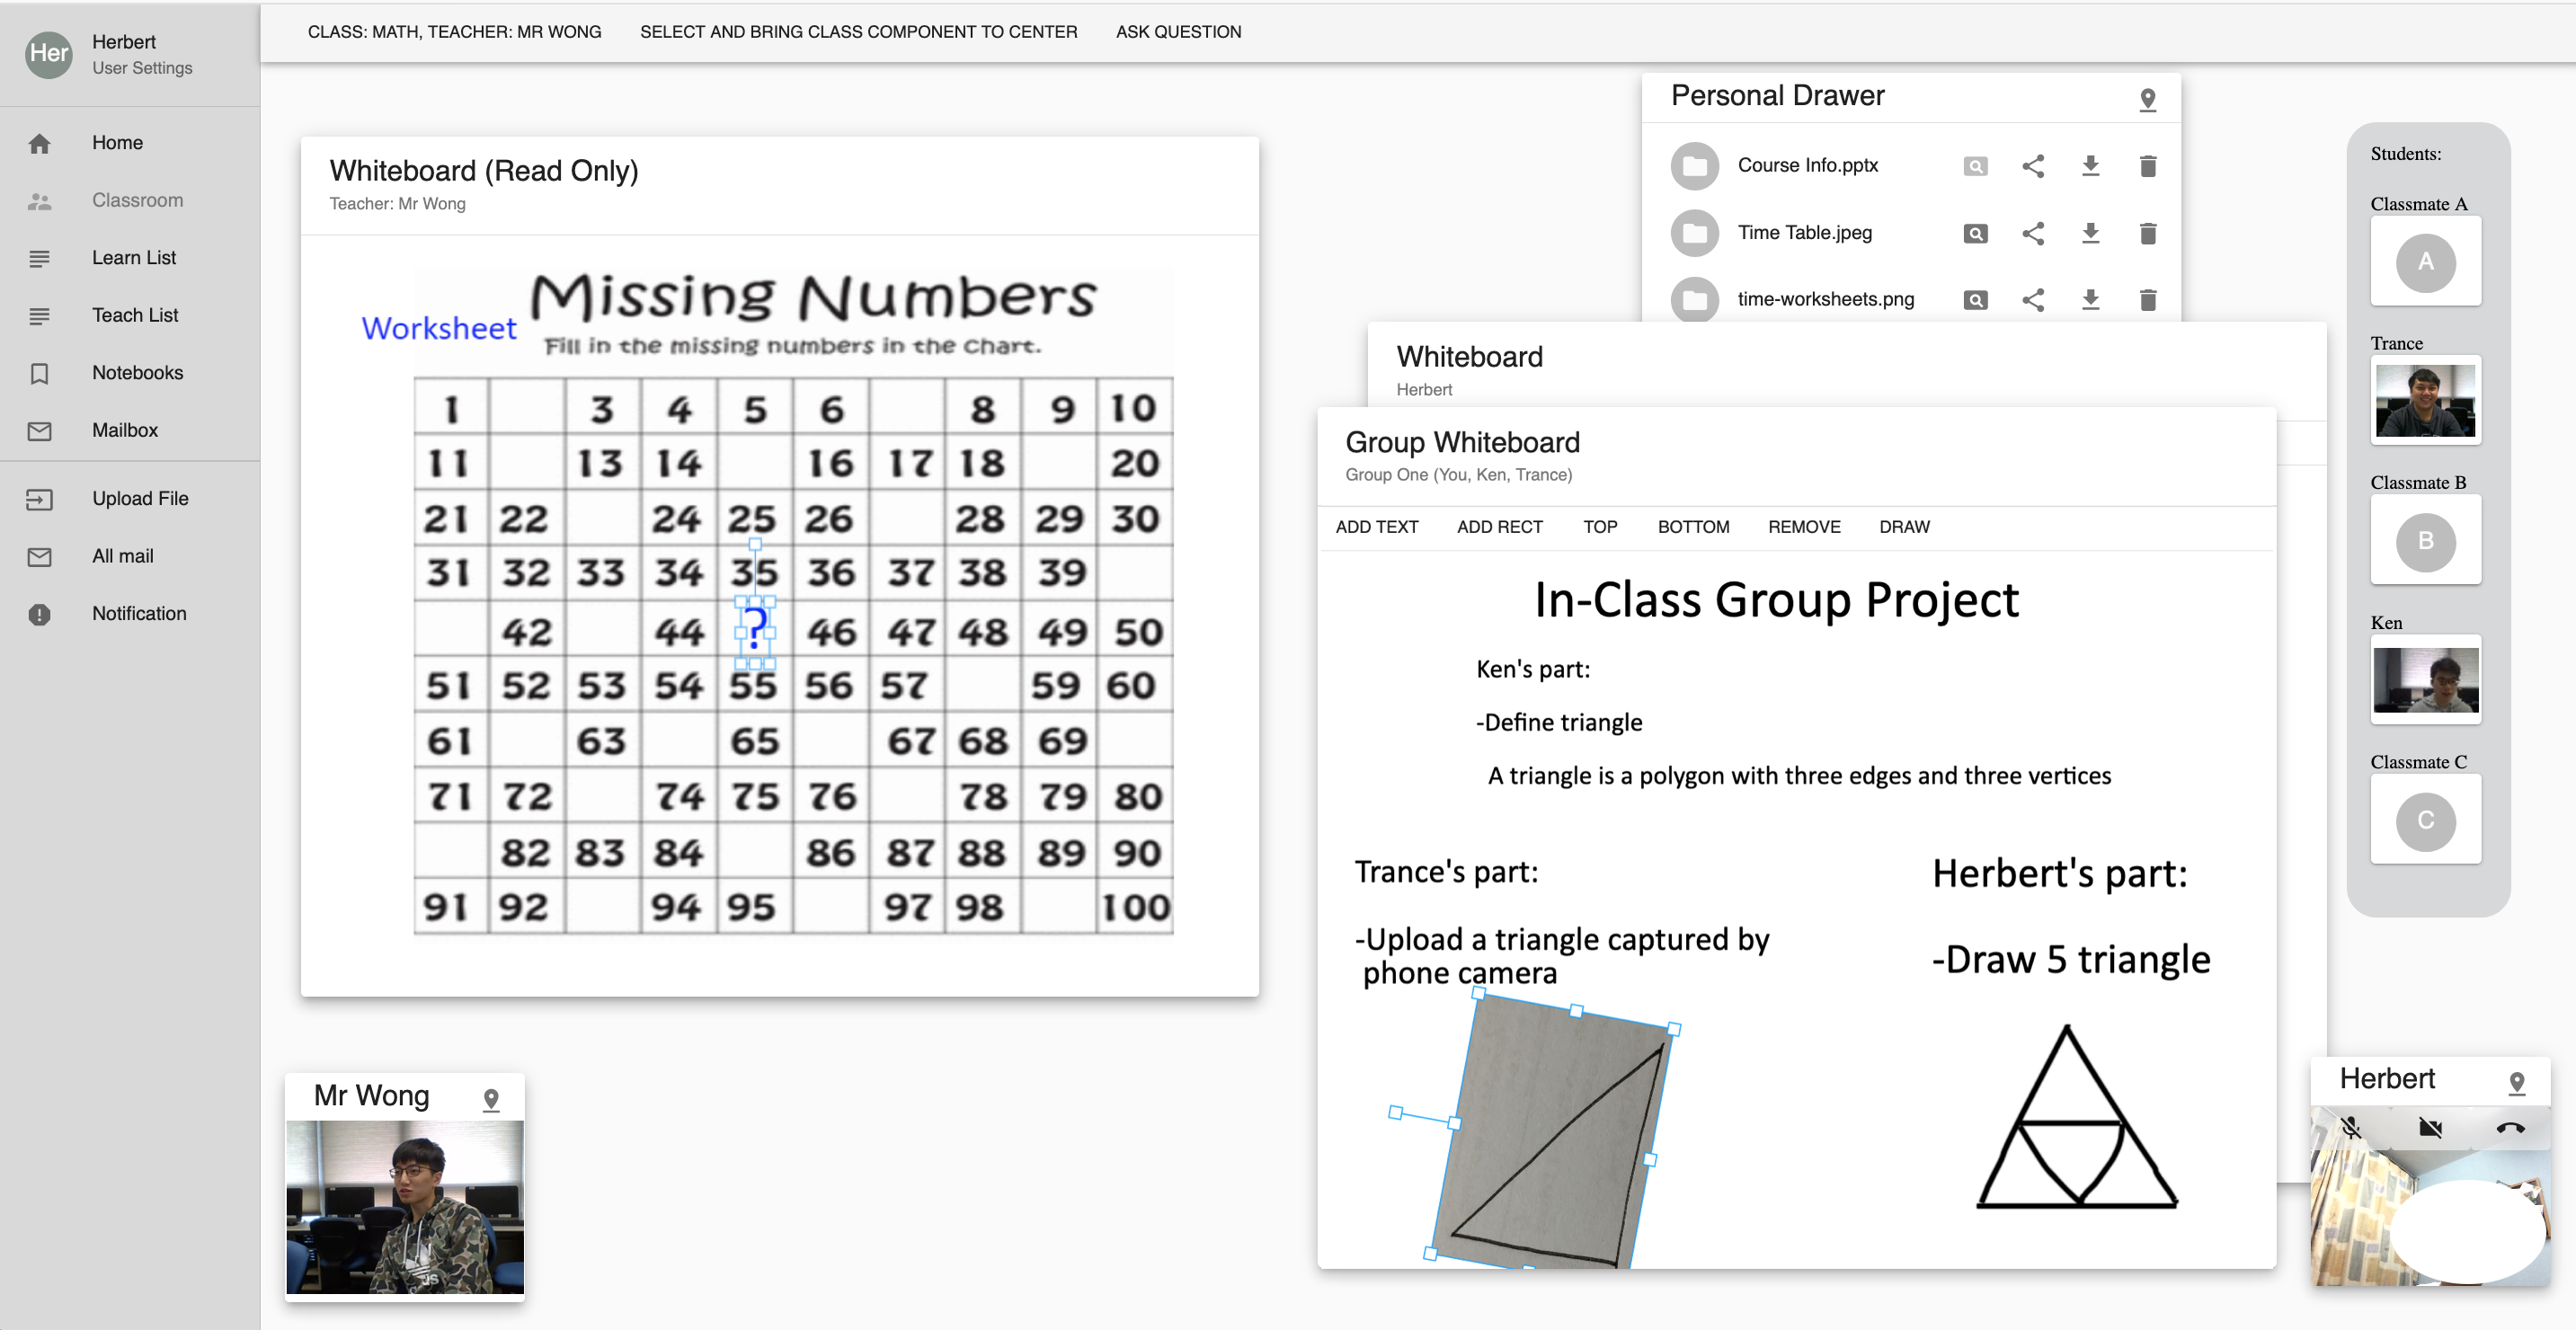 Her
Herbert
User Settings
Home
Classroom
Learn List
Teach List
Notebooks
Mailbox
Upload File
All mail
Notification
CLASS: MATH, TEACHER: MR WONG SELECT AND BRING CLASS COMPONENT TO CENTER ASK QUESTION
Whiteboard (Read Only)
Teacher: Mr Wong
Missing Numbers
Worksheet
Fill in the missing numbers in the chart.
1 3 4 5 6 8 9 10
11 13 14 16 17 18 20
21 22 24 25 26 28 29 30
31 32 33 34 35 36 37 38 39
42 44 ? 46 47 48 49 50
51 52 53 54 55 56 57 59 60
61 63 65 67 68 69
71 72 74 75 76 78 79 80
82 83 84 86 87 88 89 90
91 92 94 95 97 98 100
Mr Wong
Personal Drawer
Course Info.pptx
Time Table.jpeg
time-worksheets.png
Whiteboard
Herbert
Group Whiteboard
Group One (You, Ken, Trance)
ADD TEXT ADD RECT TOP BOTTOM REMOVE DRAW
In-Class Group Project
Ken's part:
-Define triangle
A triangle is a polygon with three edges and three vertices
Trance's part:
-Upload a triangle captured by
phone camera
Herbert's part:
-Draw 5 triangle
Students:
Classmate A
A
Trance
Classmate B
B
Ken
Classmate C
C
Herbert